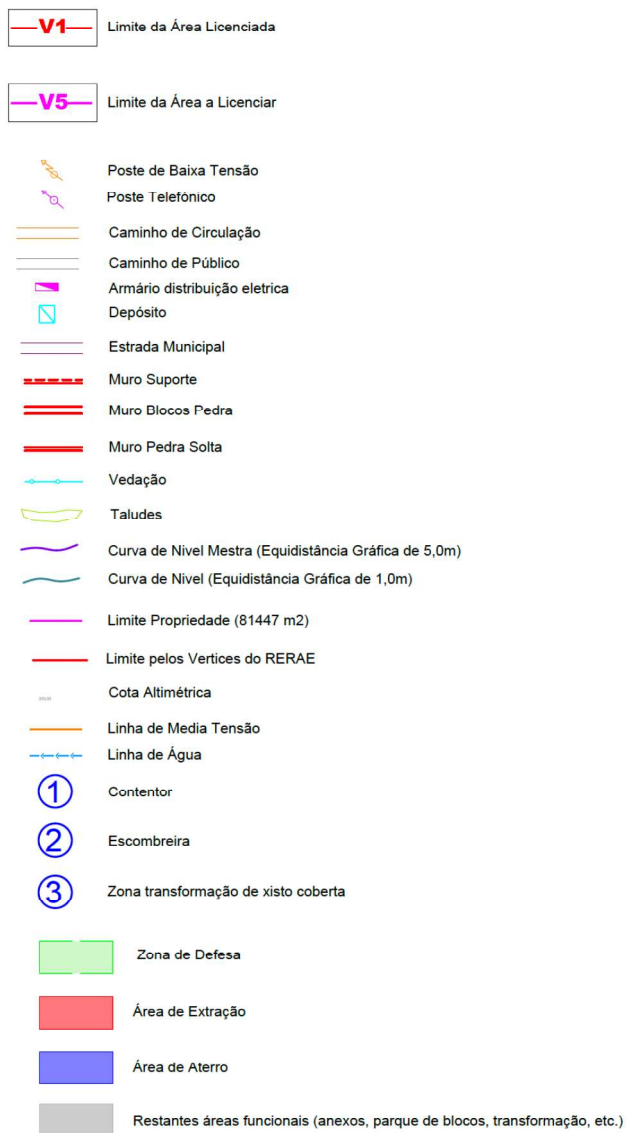 V1 Limite da Área Licenciada
V5 Limite da Área a Licenciar
Poste de Baixa Tensão
Poste Telefónico
Caminho de Circulação
Caminho de Público
Armário distribuição eletrica
Depósito
Estrada Municipal
Muro Suporte
Muro Blocos Pedra
Muro Pedra Solta
Vedação
Taludes
Curva de Nivel Mestra (Equidistância Gráfica de 5,0m)
Curva de Nivel (Equidistância Gráfica de 1,0m)
Limite Propriedade (81447 m2)
Limite pelos Vertices do RERAE
Cota Altimétrica
Linha de Media Tensão
Linha de Água
1 Contentor
2 Escombreira
3 Zona transformação de xisto coberta
Zona de Defesa
Área de Extração
Área de Aterro
Restantes áreas funcionais (anexos, parque de blocos, transformação, etc.)